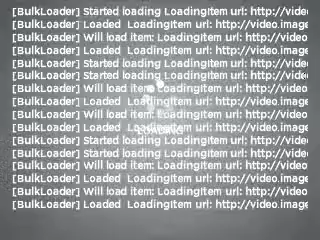 [BulkLoader] Started loading LoadingItem url: http://vide
[BulkLoader] Loaded  LoadingItem url: http://video.image
[BulkLoader] Will load item: LoadingItem url: http://video
[BulkLoader] Loaded  LoadingItem url: http://video.image
[BulkLoader] Started loading LoadingItem url: http://vide
[BulkLoader] Started loading LoadingItem url: http://vide
[BulkLoader] Will load item: LoadingItem url: http://video
[BulkLoader] Loaded  LoadingItem url: http://video.image
[BulkLoader] Will load item: LoadingItem url: http://video
[BulkLoader] Loaded  LoadingItem url: http://video.image
LOADING
[BulkLoader] Started loading LoadingItem url: http://vide
[BulkLoader] Started loading LoadingItem url: http://vide
[BulkLoader] Will load item: LoadingItem url: http://video
[BulkLoader] Loaded  LoadingItem url: http://video.image
[BulkLoader] Will load item: LoadingItem url: http://video
[BulkLoader] Loaded  LoadingItem url: http://video.image